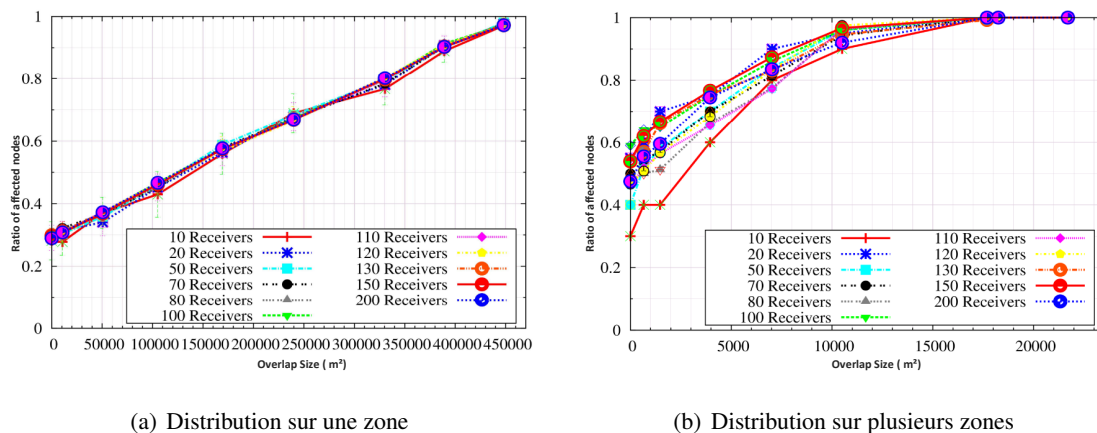 Ratio of affected nodes
1
0.8
0.6
0.4
0.2
0
10 Receivers
20 Receivers
50 Receivers
70 Receivers
80 Receivers
100 Receivers
110 Receivers
120 Receivers
130 Receivers
150 Receivers
200 Receivers
0 50000 100000 150000 200000 250000 300000 350000 400000 450000
Overlap Size ( m²)
(a) Distribution sur une zone
Ratio of affected nodes
1
0.8
0.6
0.4
0.2
0
10 Receivers
20 Receivers
50 Receivers
70 Receivers
80 Receivers
100 Receivers
110 Receivers
120 Receivers
130 Receivers
150 Receivers
200 Receivers
0 5000 10000 15000 20000
Overlap Size ( m²)
(b) Distribution sur plusieurs zones